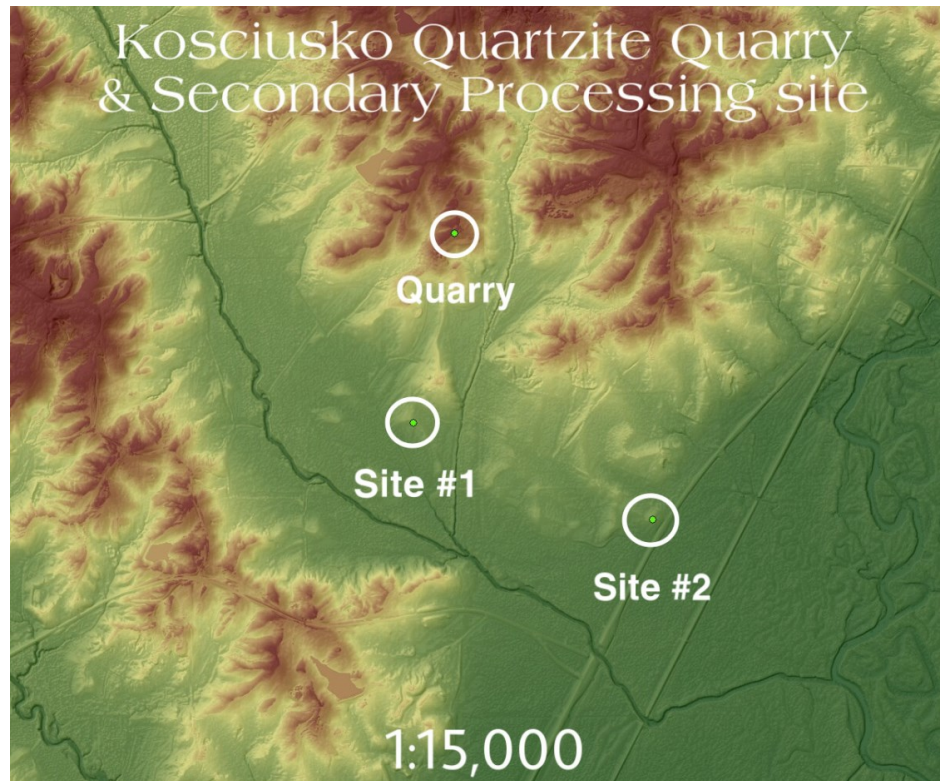 Kosciusko Quartzite Quarry
& Secondary Processing site
Quarry
Site #1
Site #2
1:15,000